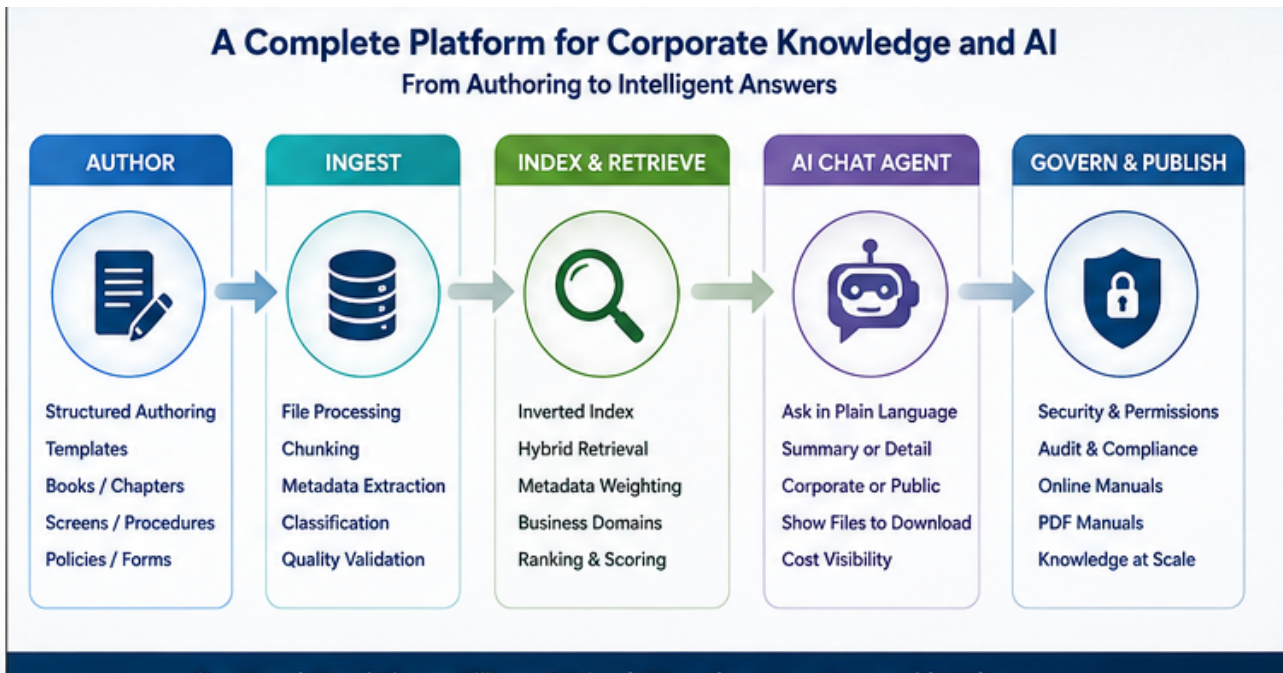 A Complete Platform for Corporate Knowledge and AI
From Authoring to Intelligent Answers
AUTHOR
Structured Authoring
Templates
Books / Chapters
Screens / Procedures
Policies / Forms
INGEST
File Processing
Chunking
Metadata Extraction
Classification
Quality Validation
INDEX & RETRIEVE
Inverted Index
Hybrid Retrieval
Metadata Weighting
Business Domains
Ranking & Scoring
AI CHAT AGENT
Ask in Plain Language
Summary or Detail
Corporate or Public
Show Files to Download
Cost Visibility
GOVERN & PUBLISH
Security & Permissions
Audit & Compliance
Online Manuals
PDF Manuals
Knowledge at Scale